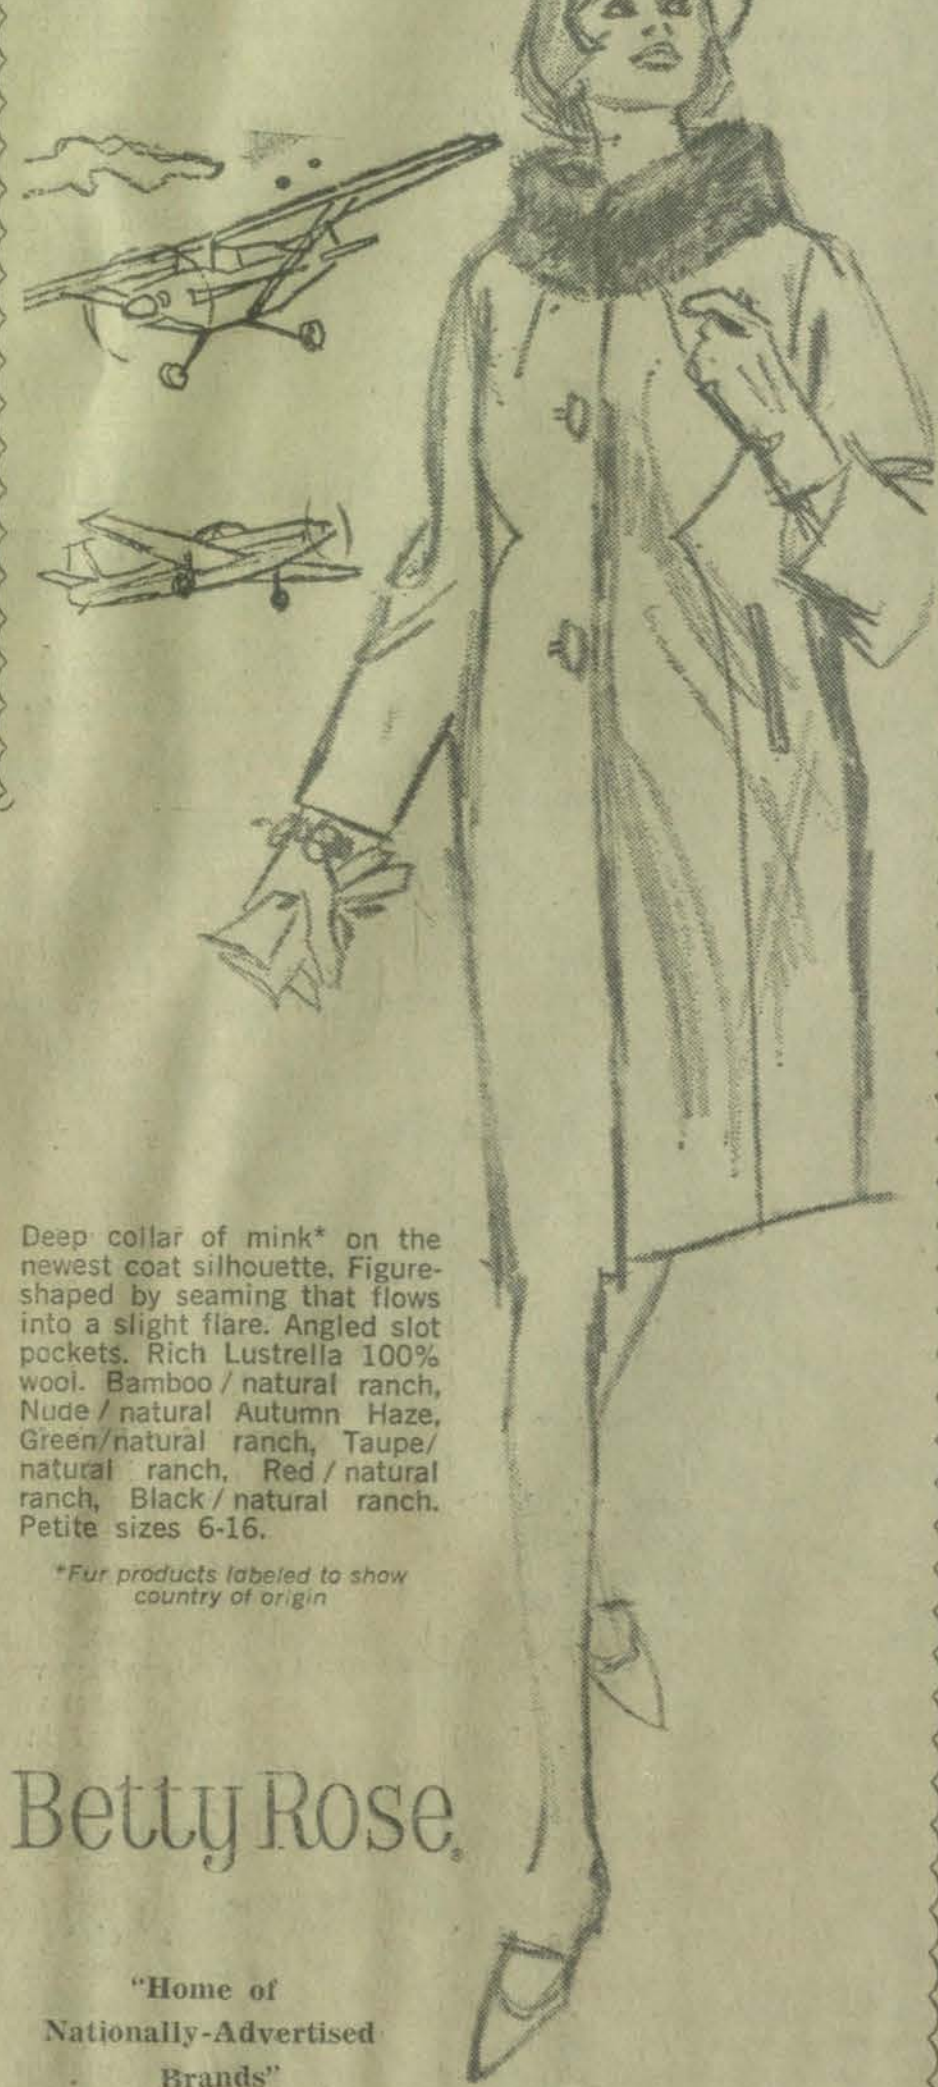 Deep collar of mink* on the
newest coat silhouette. Figure-
shaped by seaming that flows
into a slight flare. Angled slot
pockets. Rich Lustrella 100%
wool. Bamboo / natural ranch,
Nude / natural Autumn Haze,
Green/natural ranch, Taupe/
natural ranch, Red / natural
ranch, Black / natural ranch.
Petite sizes 6-16.
*Fur products labeled to show
country of origin
Betty Rose®
"Home of
Nationally-Advertised
Brands"